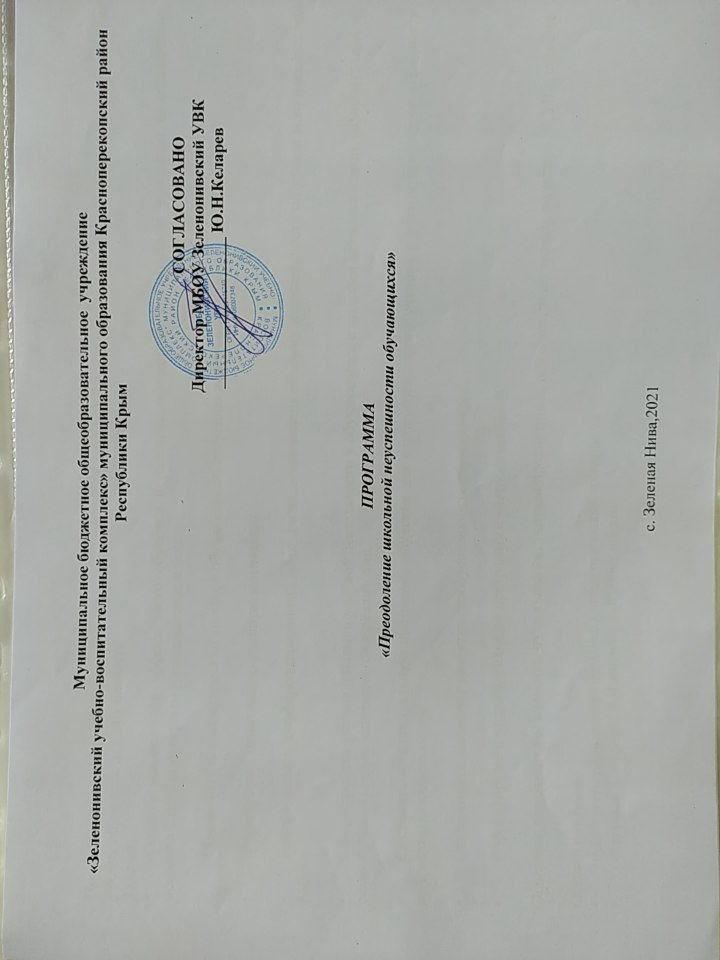 Муниципальное бюджетное общеобразовательное учреждение
«Зеленонивский учебно-воспитательный комплекс» муниципального образования Красноперекопский район
Республики Крым
СОГЛАСОВАНО
Директор МБОУ Зеленонивский УВК
Ю.Н.Келарев
ПРОГРАММА
«Преодоление школьной неуспешности обучающихся»
с. Зеленая Нива,2021